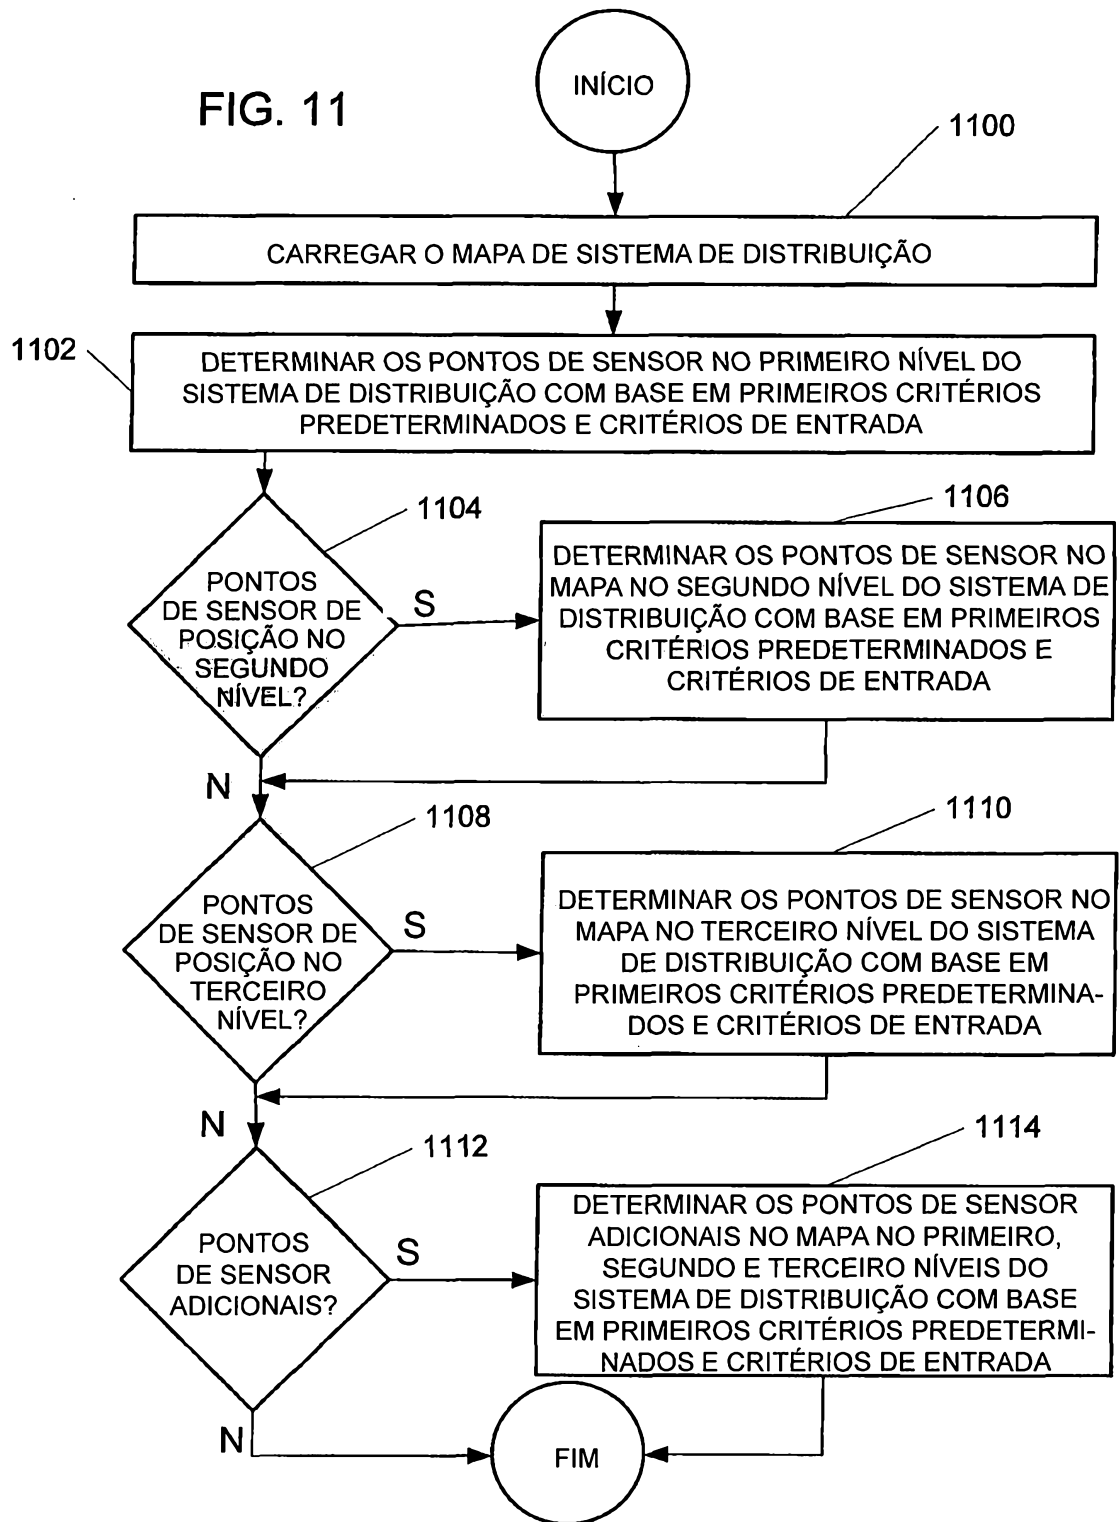 INÍCIO
FIG. 11
1100
CARREGAR O MAPA DE SISTEMA DE DISTRIBUIÇÃO
1102
DETERMINAR OS PONTOS DE SENSOR NO PRIMEIRO NÍVEL DO
SISTEMA DE DISTRIBUIÇÃO COM BASE EM PRIMEIROS CRITÉRIOS
PREDETERMINADOS E CRITÉRIOS DE ENTRADA
1104
PONTOS
DE SENSOR DE
POSIÇÃO NO
SEGUNDO
NÍVEL?
S
N
1106
DETERMINAR OS PONTOS DE SENSOR NO
MAPA NO SEGUNDO NÍVEL DO SISTEMA DE
DISTRIBUIÇÃO COM BASE EM PRIMEIROS
CRITÉRIOS PREDETERMINADOS E
CRITÉRIOS DE ENTRADA
1108
PONTOS
DE SENSOR DE
POSIÇÃO NO
TERCEIRO
NÍVEL?
S
N
1110
DETERMINAR OS PONTOS DE SENSOR NO
MAPA NO TERCEIRO NÍVEL DO SISTEMA
DE DISTRIBUIÇÃO COM BASE EM
PRIMEIROS CRITÉRIOS PREDETERMINA-
DOS E CRITÉRIOS DE ENTRADA
1112
PONTOS
DE SENSOR
ADICIONAIS?
S
N
1114
DETERMINAR OS PONTOS DE SENSOR
ADICIONAIS NO MAPA NO PRIMEIRO,
SEGUNDO E TERCEIRO NÍVEIS DO
SISTEMA DE DISTRIBUIÇÃO COM BASE
EM PRIMEIROS CRITÉRIOS PREDETERMI-
NADOS E CRITÉRIOS DE ENTRADA
FIM